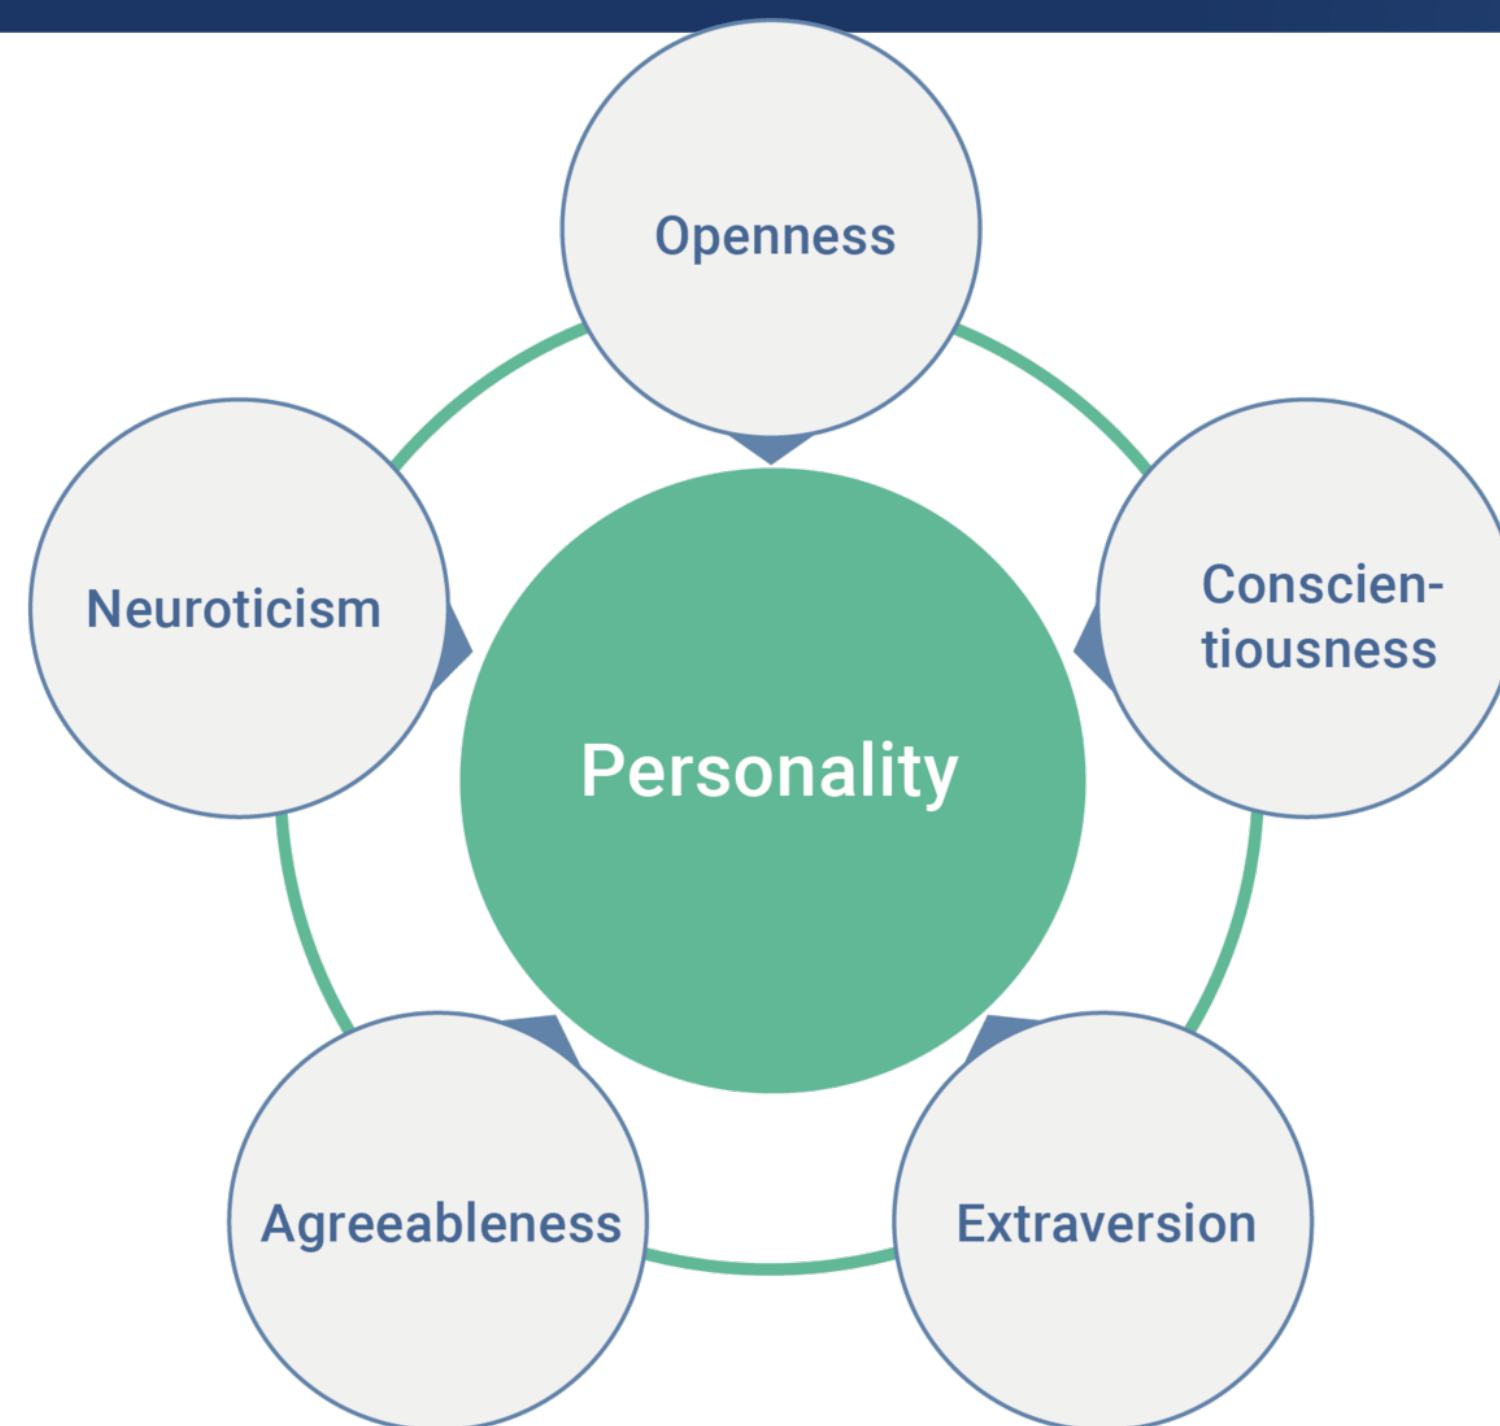 Openness
Conscien-
tiousness
Neuroticism
Personality
Agreeableness
Extraversion